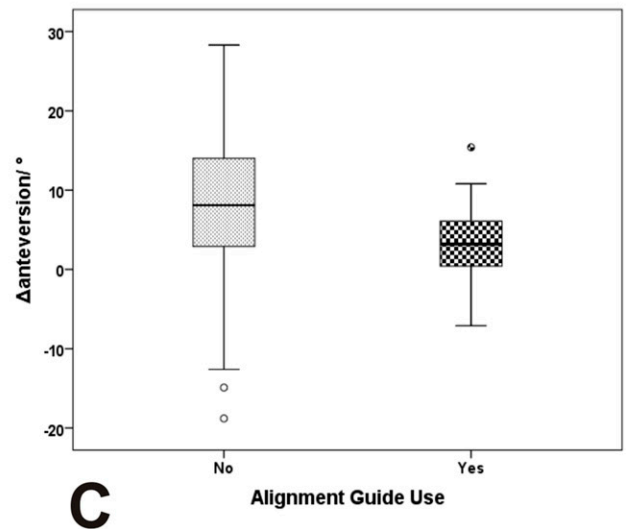 30
20
10
0
-10
-20
Δanteversion/ °
No Yes
Alignment Guide Use
C